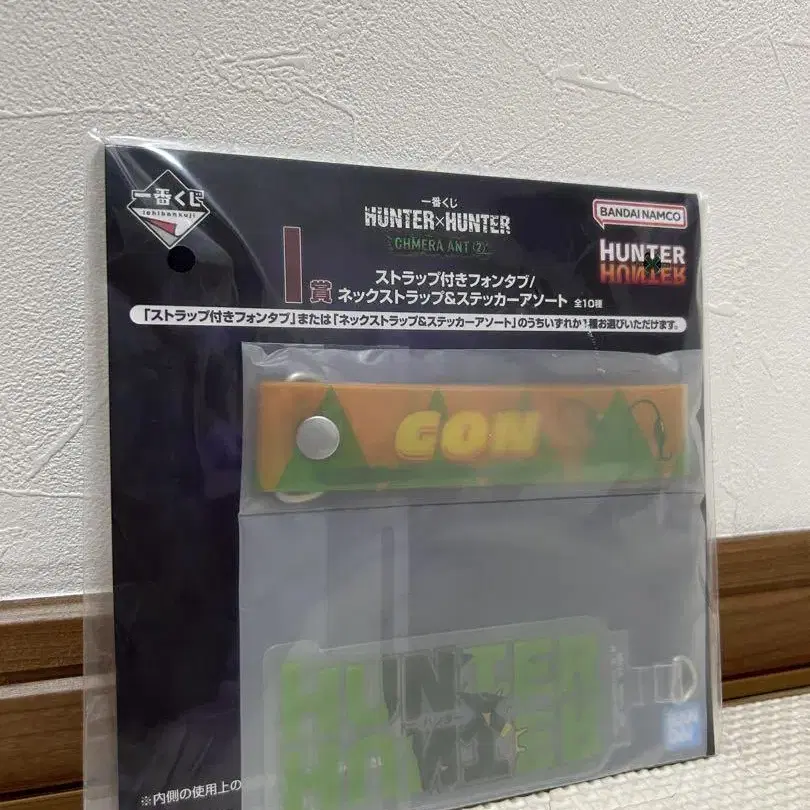 一番くじ
ichibankuji
一番くじ
HUNTER×HUNTER
CHMERA ANT (2)
BANDAI NAMCO
HUNTER
HUNTER
I賞
ストラップ付きフォンタブ/
ネックストラップ&ステッカーアソート 全10種
「ストラップ付きフォンタブ」または「ネックストラップ&ステッカーアソート」のうちいずれか1種お選びいただけます。
GON
HUNTER
ハンター
HUNTER
BAN
DAI
※内側の使用上の